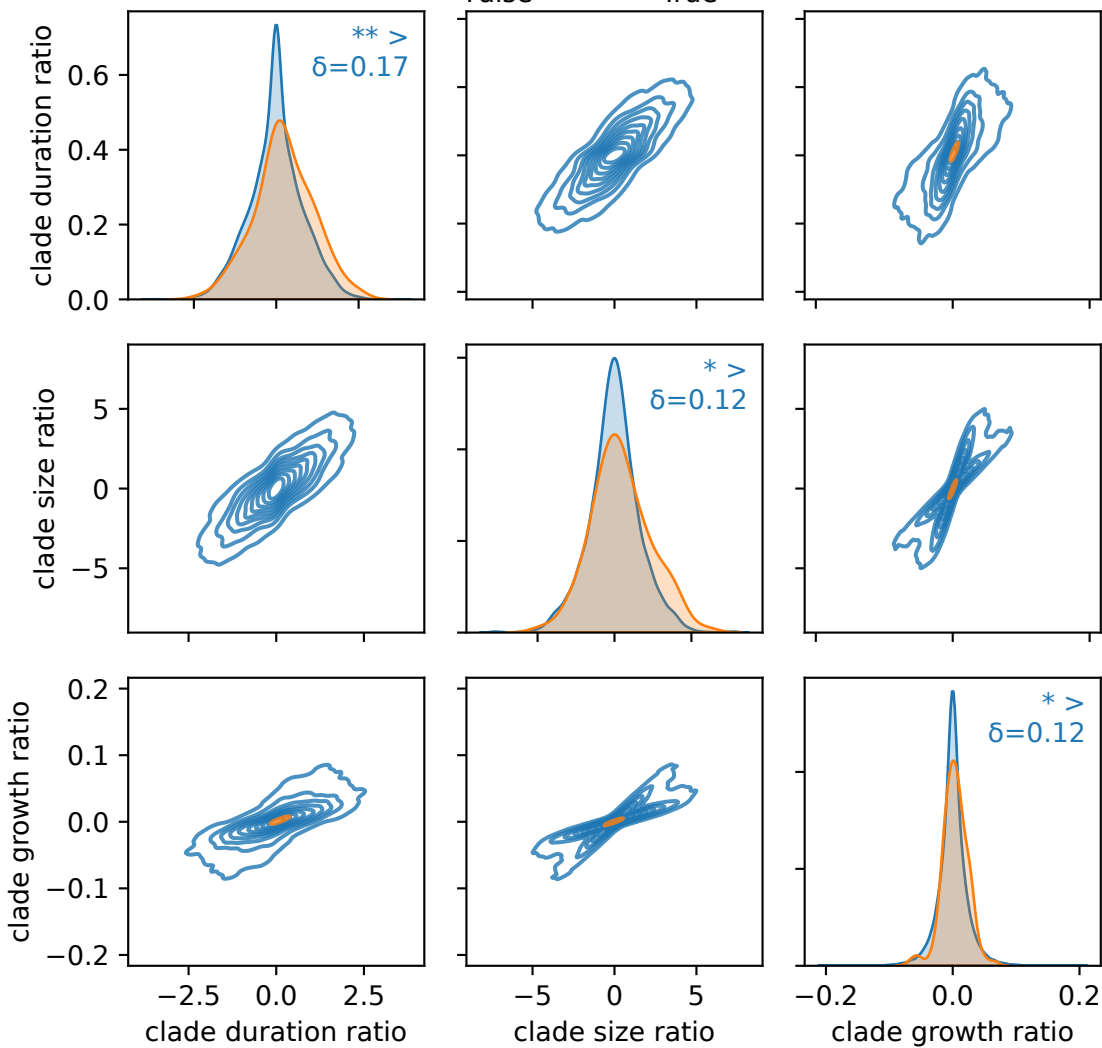 ** >
δ=0.17
clade duration ratio
0.6
0.4
0.2
0.0
* >
δ=0.12
clade size ratio
5
0
−5
* >
δ=0.12
clade growth ratio
0.2
0.1
0.0
−0.1
−0.2
−2.5 0.0 2.5
−5 0 5
−0.2 0.0 0.2
clade duration ratio
clade size ratio
clade growth ratio